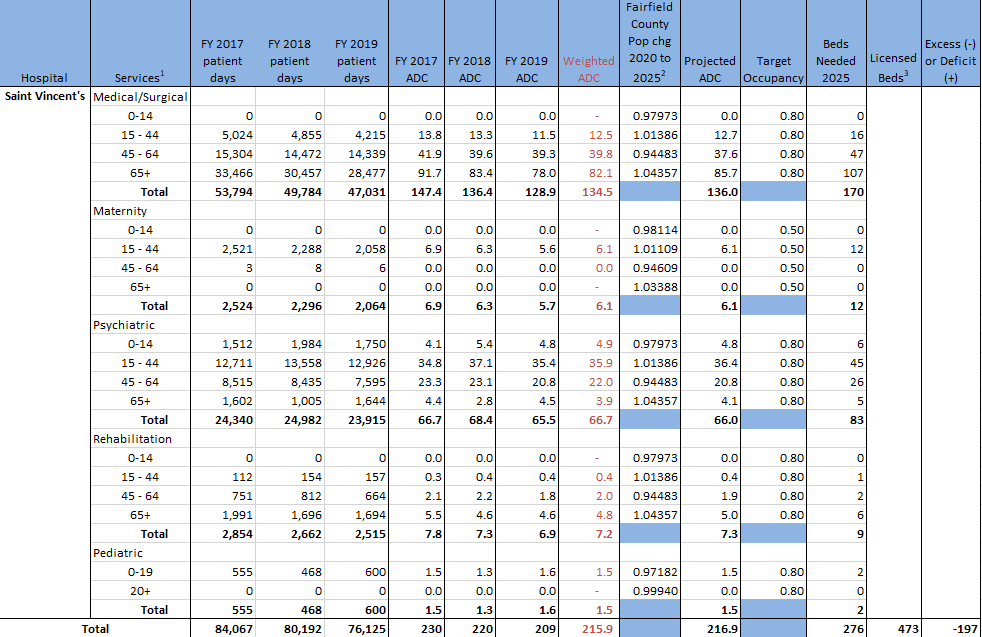 Hospital Services1 FY 2017 patient days FY 2018 patient days FY 2019 patient days FY 2017 ADC FY 2018 ADC FY 2019 ADC Weighted ADC Fairfield County Pop chg 2020 to 20252 Projected ADC Target Occupancy Beds Needed 2025 Licensed Beds3 Excess (-) or Deficit (+)
Saint Vincent's Medical/Surgical
0-14 0 0 0 0.0 0.0 0.0 - 0.97973 0.0 0.80 0
15 - 44 5,024 4,855 4,215 13.8 13.3 11.5 12.5 1.01386 12.7 0.80 16
45 - 64 15,304 14,472 14,339 41.9 39.6 39.3 39.8 0.94483 37.6 0.80 47
65+ 33,466 30,457 28,477 91.7 83.4 78.0 82.1 1.04357 85.7 0.80 107
Total 53,794 49,784 47,031 147.4 136.4 128.9 134.5 136.0 170
Maternity
0-14 0 0 0 0.0 0.0 0.0 - 0.98114 0.0 0.50 0
15 - 44 2,521 2,288 2,058 6.9 6.3 5.6 6.1 1.01109 6.1 0.50 12
45 - 64 3 8 6 0.0 0.0 0.0 0.0 0.94609 0.0 0.50 0
65+ 0 0 0 0.0 0.0 0.0 - 1.03388 0.0 0.50 0
Total 2,524 2,296 2,064 6.9 6.3 5.7 6.1 6.1 12
Psychiatric
0-14 1,512 1,984 1,750 4.1 5.4 4.8 4.9 0.97973 4.8 0.80 6
15 - 44 12,711 13,558 12,926 34.8 37.1 35.4 35.9 1.01386 36.4 0.80 45
45 - 64 8,515 8,435 7,595 23.3 23.1 20.8 22.0 0.94483 20.8 0.80 26
65+ 1,602 1,005 1,644 4.4 2.8 4.5 3.9 1.04357 4.1 0.80 5
Total 24,340 24,982 23,915 66.7 68.4 65.5 66.7 66.0 83
Rehabilitation
0-14 0 0 0 0.0 0.0 0.0 - 0.97973 0.0 0.80 0
15 - 44 112 154 157 0.3 0.4 0.4 0.4 1.01386 0.4 0.80 1
45 - 64 751 812 664 2.1 2.2 1.8 2.0 0.94483 1.9 0.80 2
65+ 1,991 1,696 1,694 5.5 4.6 4.6 4.8 1.04357 5.0 0.80 6
Total 2,854 2,662 2,515 7.8 7.3 6.9 7.2 7.3 9
Pediatric
0-19 555 468 600 1.5 1.3 1.6 1.5 0.97182 1.5 0.80 2
20+ 0 0 0 0.0 0.0 0.0 - 0.99940 0.0 0.80 0
Total 555 468 600 1.5 1.3 1.6 1.5 1.5 2
Total 84,067 80,192 76,125 230 220 209 215.9 216.9 276 473 -197